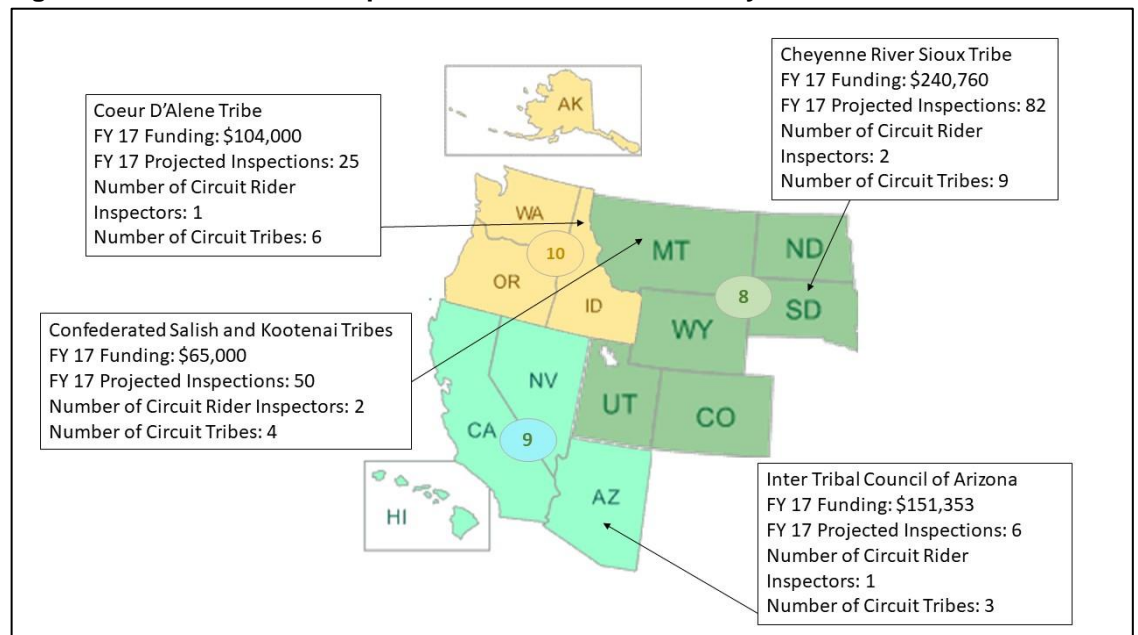 Cheyenne River Sioux Tribe
FY 17 Funding: $240,760
FY 17 Projected Inspections: 82
Number of Circuit Rider
Inspectors: 2
Number of Circuit Tribes: 9
Coeur D’Alene Tribe
FY 17 Funding: $104,000
FY 17 Projected Inspections: 25
Number of Circuit Rider
Inspectors: 1
Number of Circuit Tribes: 6
AK
WA
10
OR
ID
MT
ND
8
SD
WY
Confederated Salish and Kootenai Tribes
FY 17 Funding: $65,000
FY 17 Projected Inspections: 50
Number of Circuit Rider Inspectors: 2
Number of Circuit Tribes: 4
NV
UT
CO
CA
9
AZ
HI
Inter Tribal Council of Arizona
FY 17 Funding: $151,353
FY 17 Projected Inspections: 6
Number of Circuit Rider
Inspectors: 1
Number of Circuit Tribes: 3